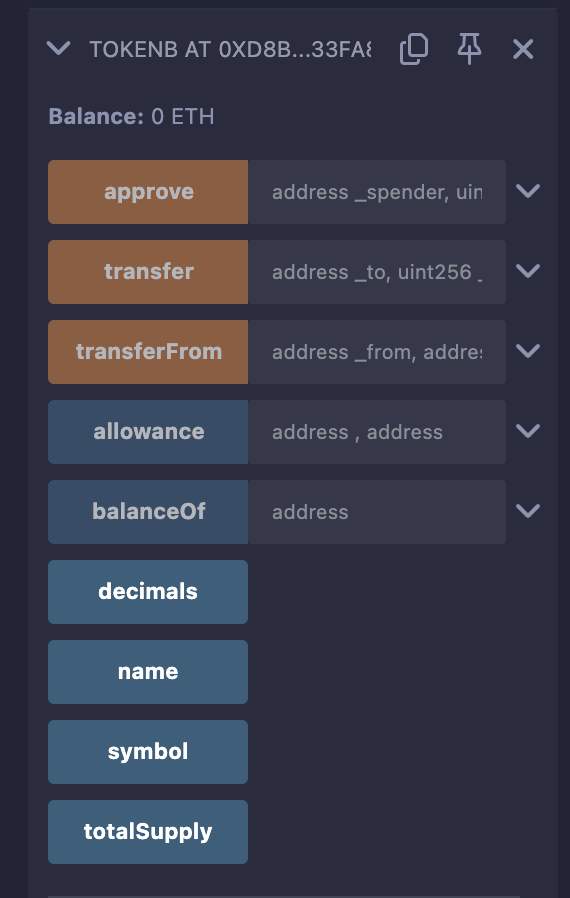 TOKENB AT 0XD8B...33FA8
Balance: 0 ETH
approve address _spender, uin
transfer address _to, uint256 _
transferFrom address _from, addres
allowance address , address
balanceOf address
decimals
name
symbol
totalSupply